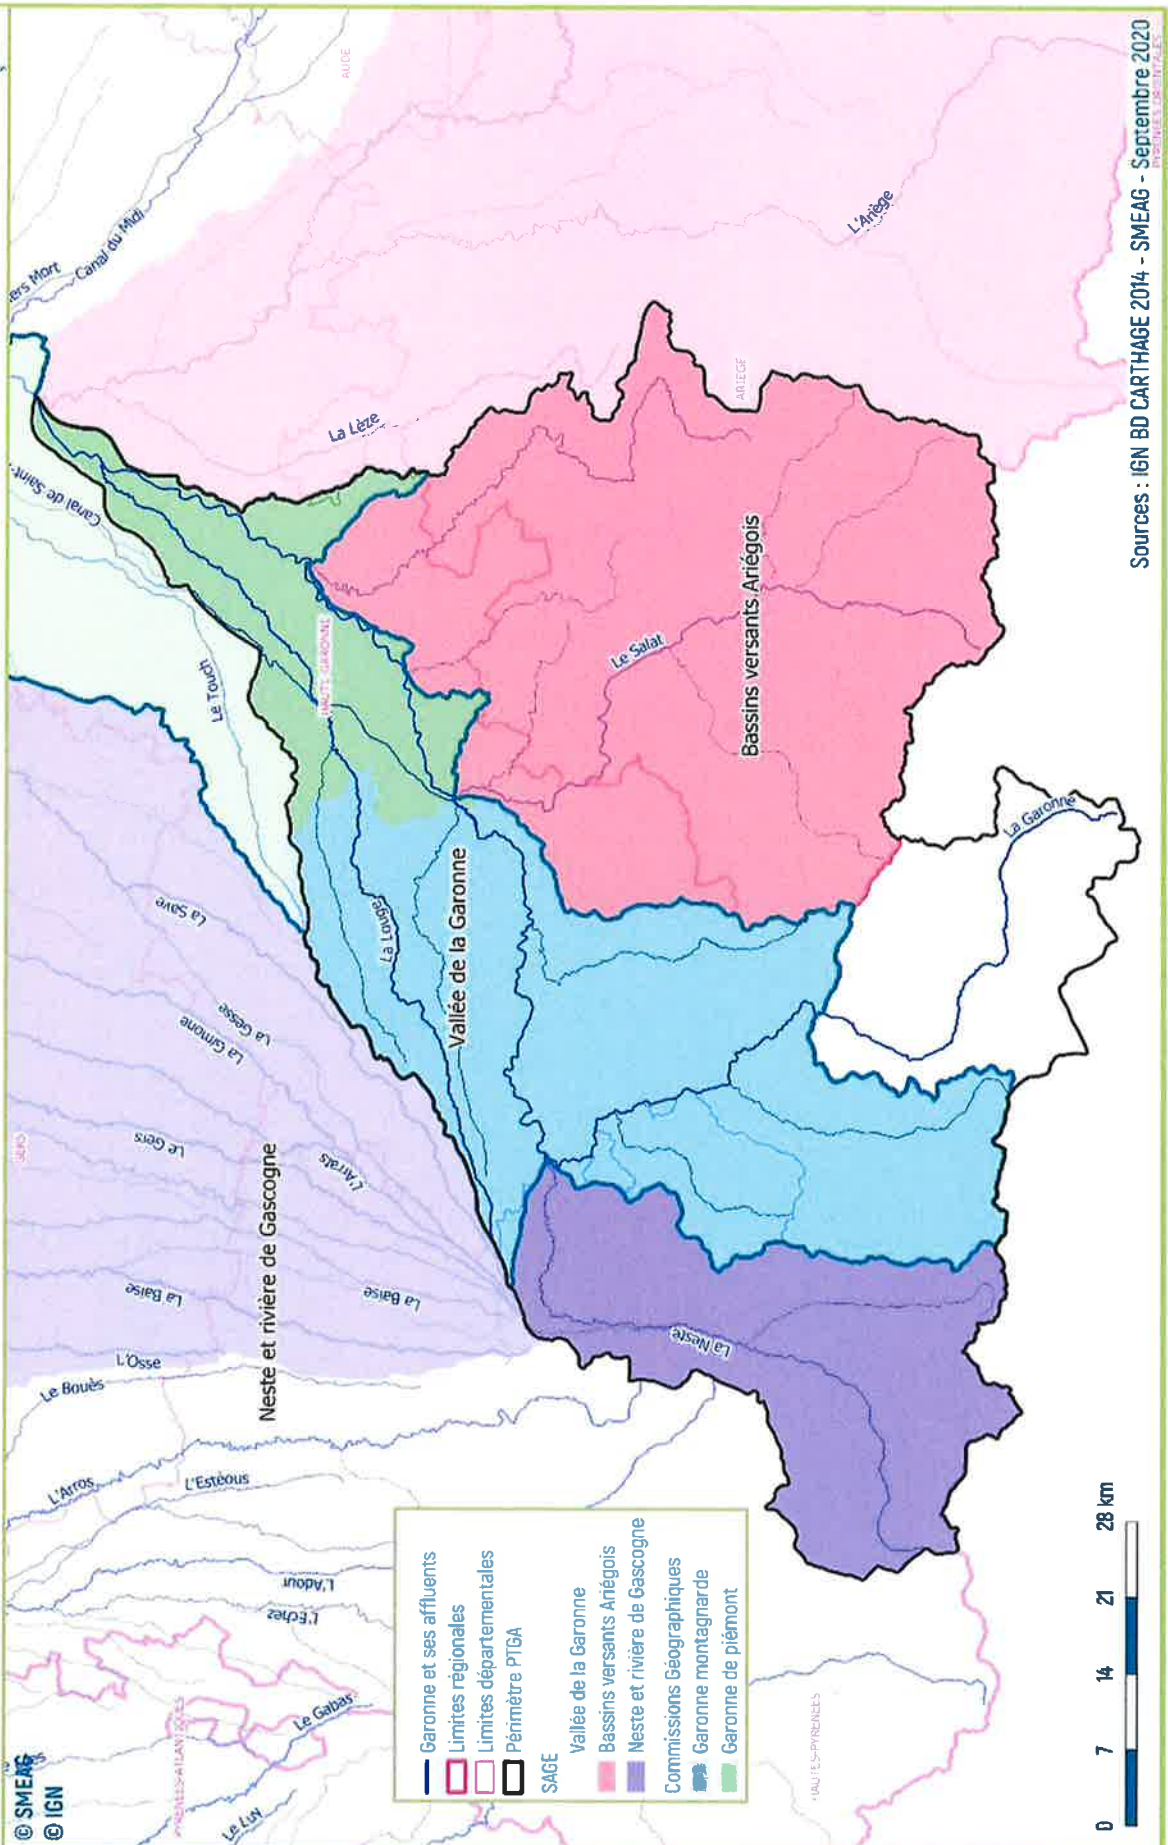 © SMEAG
© IGN
PYRENEES-ATLANTIQUES
Le Luy
Le Gabas
L'Echez
L'Adour
L'Estéous
L'Arros
Le Bouès
L'Osse
La Baïse
La Baïse
Neste et rivière de Gascogne
GERS
Le Gers
L'Arrats
La Gimone
La Gesse
La Save
Le Touch
Canal de Saint-
ers Mort
Canal du Midi
AUDE
La Lèze
HAUTE-GARONNE
La Louge
Vallée de la Garonne
Le Salat
Bassins versants Ariégois
ARIEGE
L'Ariège
La Neste
La Garonne
HAUTES-PYRENEES
PYRENEES ORIENTALES
Garonne et ses affluents
Limites régionales
Limites départementales
Périmètre PTGA
SAGE
Vallée de la Garonne
Bassins versants Ariégois
Neste et rivière de Gascogne
Commissions Géographiques
Garonne montagnarde
Garonne de piémont
0 7 14 21 28 km
Sources : IGN BD CARTHAGE 2014 - SMEAG - Septembre 2020